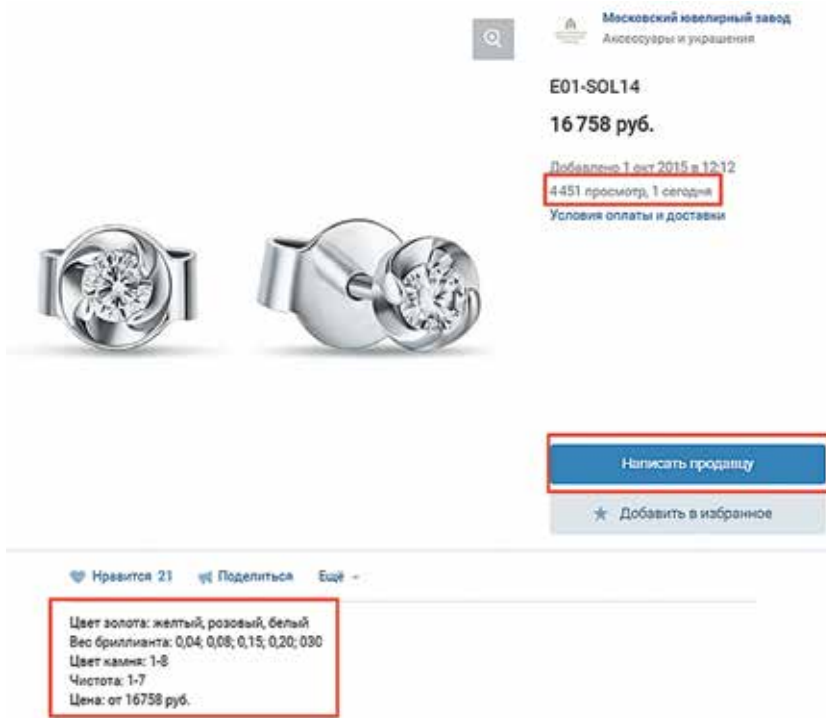 Московский ювелирный завод
Аксессуары и украшения
E01-SOL14
16 758 руб.
Добавлено 1 окт 2015 в 12:12
4 451 просмотр, 1 сегодня
Условия оплаты и доставки
Написать продавцу
Добавить в избранное
Нравится 21 Поделиться Ещё
Цвет золота: желтый, розовый, белый
Вес бриллианта: 0,04; 0,08; 0,15; 0,20; 030
Цвет камня: 1-8
Чистота: 1-7
Цена: от 16758 руб.